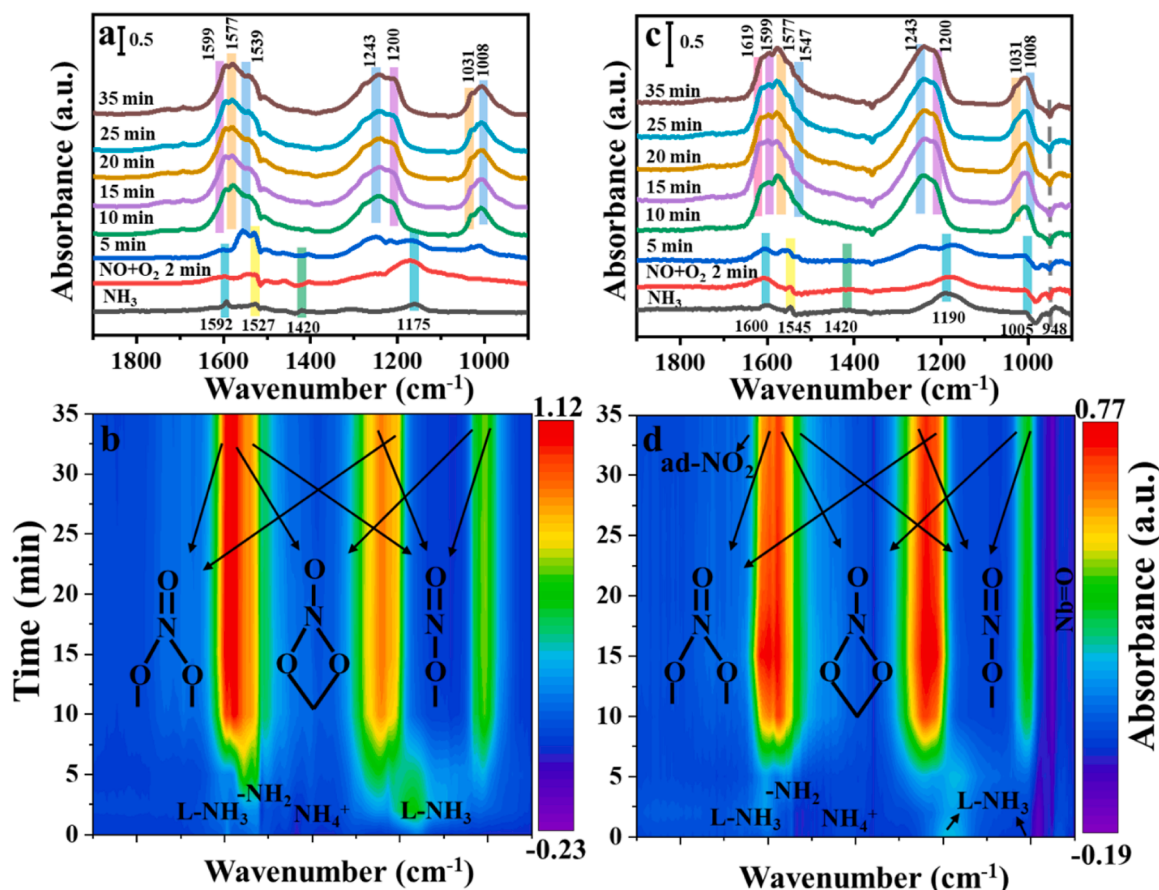 a
0.5
1599
1577
1539
1243
1200
1031
1008
35 min
25 min
20 min
15 min
10 min
5 min
NO+O₂ 2 min
NH₃
1592
1527
1420
1175
1800
1600
1400
1200
1000
Wavenumber (cm⁻¹)
Absorbance (a.u.)
c
0.5
1619
1599
1577
1547
1243
1200
1031
1008
35 min
25 min
20 min
15 min
10 min
5 min
NO+O₂ 2 min
NH₃
1600
1545
1420
1190
1005
948
1800
1600
1400
1200
1000
Wavenumber (cm⁻¹)
Absorbance (a.u.)
b
35
30
25
20
15
10
5
0
Time (min)
O
N
O
O
O
N
O
O
O
N
O
L-NH₃
-NH₂
NH₄⁺
L-NH₃
Wavenumber (cm⁻¹)
1.12
-0.23
d
35
30
25
20
15
10
5
0
ad-NO₂
O
N
O
O
O
N
O
O
O
N
O
Nb=O
L-NH₃
-NH₂
NH₄⁺
L-NH₃
Wavenumber (cm⁻¹)
0.77
-0.19
Absorbance (a.u.)